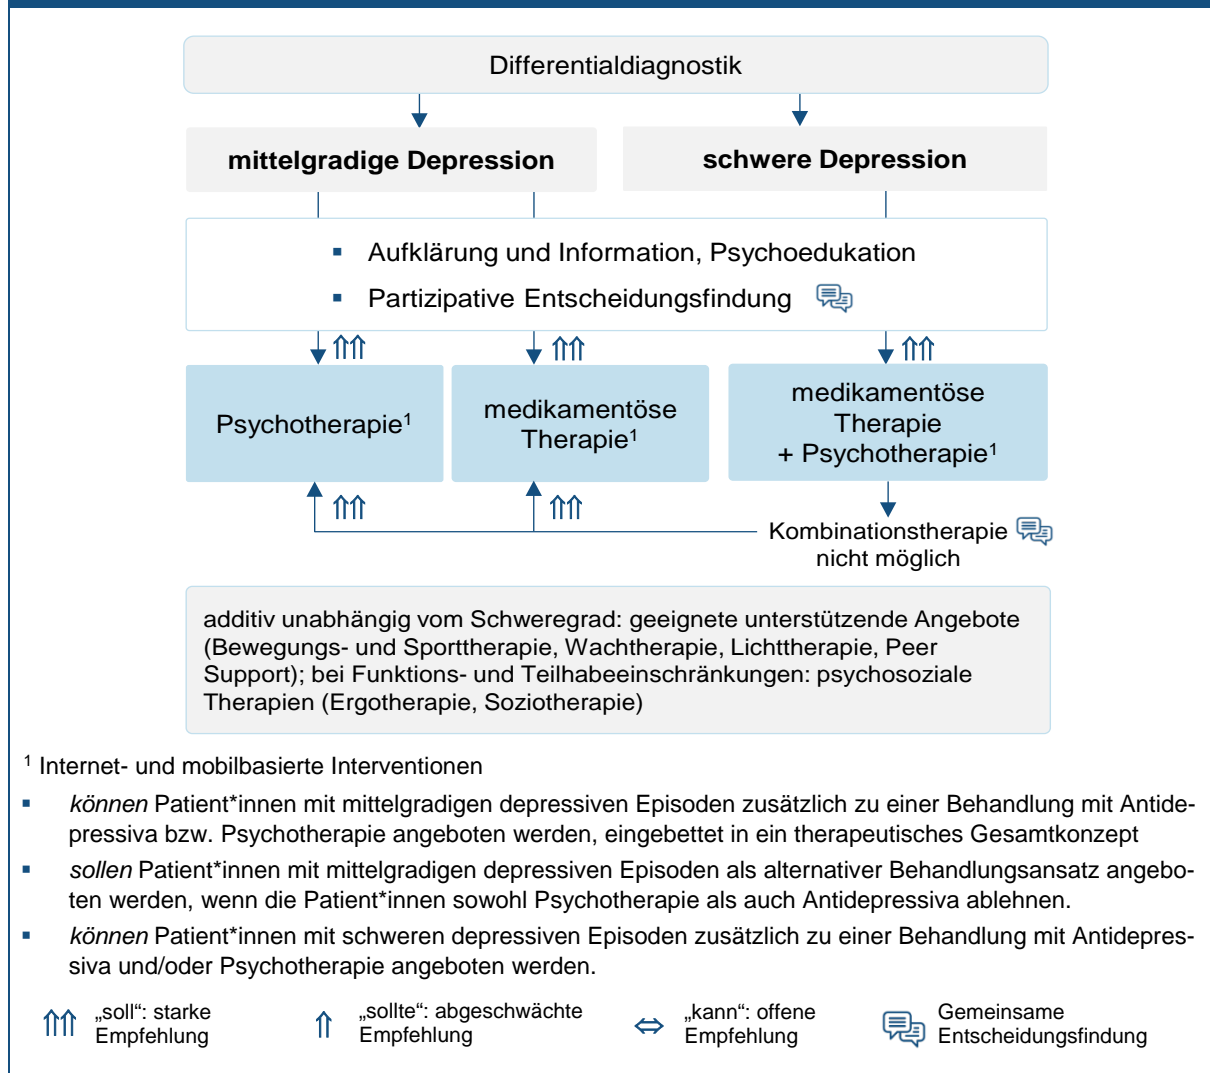 Differentialdiagnostik
mittelgradige Depression
schwere Depression
▪ Aufklärung und Information, Psychoedukation
▪ Partizipative Entscheidungsfindung
⇑⇑
⇑⇑
⇑⇑
Psychotherapie¹
medikamentöse
Therapie¹
medikamentöse
Therapie
+ Psychotherapie¹
⇑⇑
⇑⇑
Kombinationstherapie
nicht möglich
additiv unabhängig vom Schweregrad: geeignete unterstützende Angebote
(Bewegungs- und Sporttherapie, Wachtherapie, Lichttherapie, Peer
Support); bei Funktions- und Teilhabeeinschränkungen: psychosoziale
Therapien (Ergotherapie, Soziotherapie)
¹ Internet- und mobilbasierte Interventionen
▪ können Patient*innen mit mittelgradigen depressiven Episoden zusätzlich zu einer Behandlung mit Antide-
pressiva bzw. Psychotherapie angeboten werden, eingebettet in ein therapeutisches Gesamtkonzept
▪ sollen Patient*innen mit mittelgradigen depressiven Episoden als alternativer Behandlungsansatz angebo-
ten werden, wenn die Patient*innen sowohl Psychotherapie als auch Antidepressiva ablehnen.
▪ können Patient*innen mit schweren depressiven Episoden zusätzlich zu einer Behandlung mit Antidepres-
siva und/oder Psychotherapie angeboten werden.
⇑⇑ „soll“: starke
Empfehlung
⇑ „sollte“: abgeschwächte
Empfehlung
⇔ „kann“: offene
Empfehlung
Gemeinsame
Entscheidungsfindung